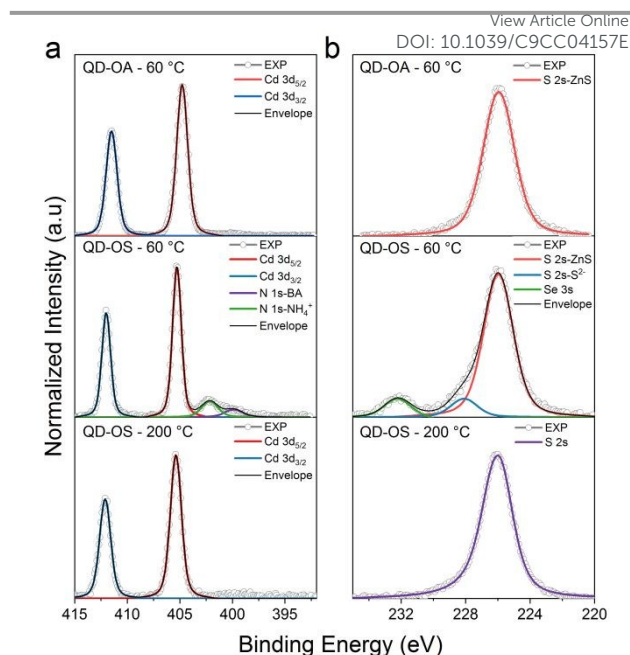 View Article Online
DOI: 10.1039/C9CC04157E
a
b
QD-OA - 60 °C
EXP
Cd 3d5/2
Cd 3d3/2
Envelope
EXP
S 2s-ZnS
QD-OS - 60 °C
EXP
Cd 3d5/2
Cd 3d3/2
N 1s-BA
N 1s-NH4+
Envelope
QD-OS - 60 °C
EXP
S 2s-ZnS
S 2s-S2-
Se 3s
Envelope
QD-OS - 200 °C
EXP
Cd 3d5/2
Cd 3d3/2
Envelope
QD-OS - 200 °C
EXP
S 2s
Normalized Intensity (a.u)
415 410 405 400 395
232 228 224 220
Binding Energy (eV)